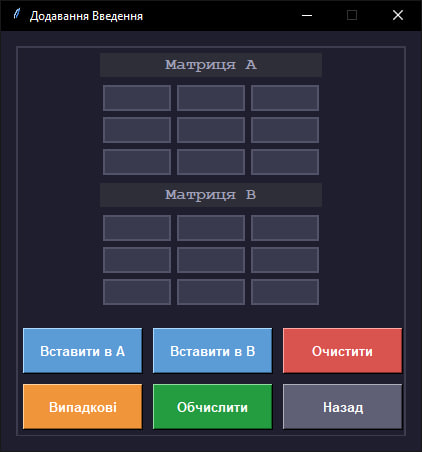 Додавання Введення
Матриця A
Матриця B
Вставити в A
Вставити в B
Очистити
Випадкові
Обчислити
Назад